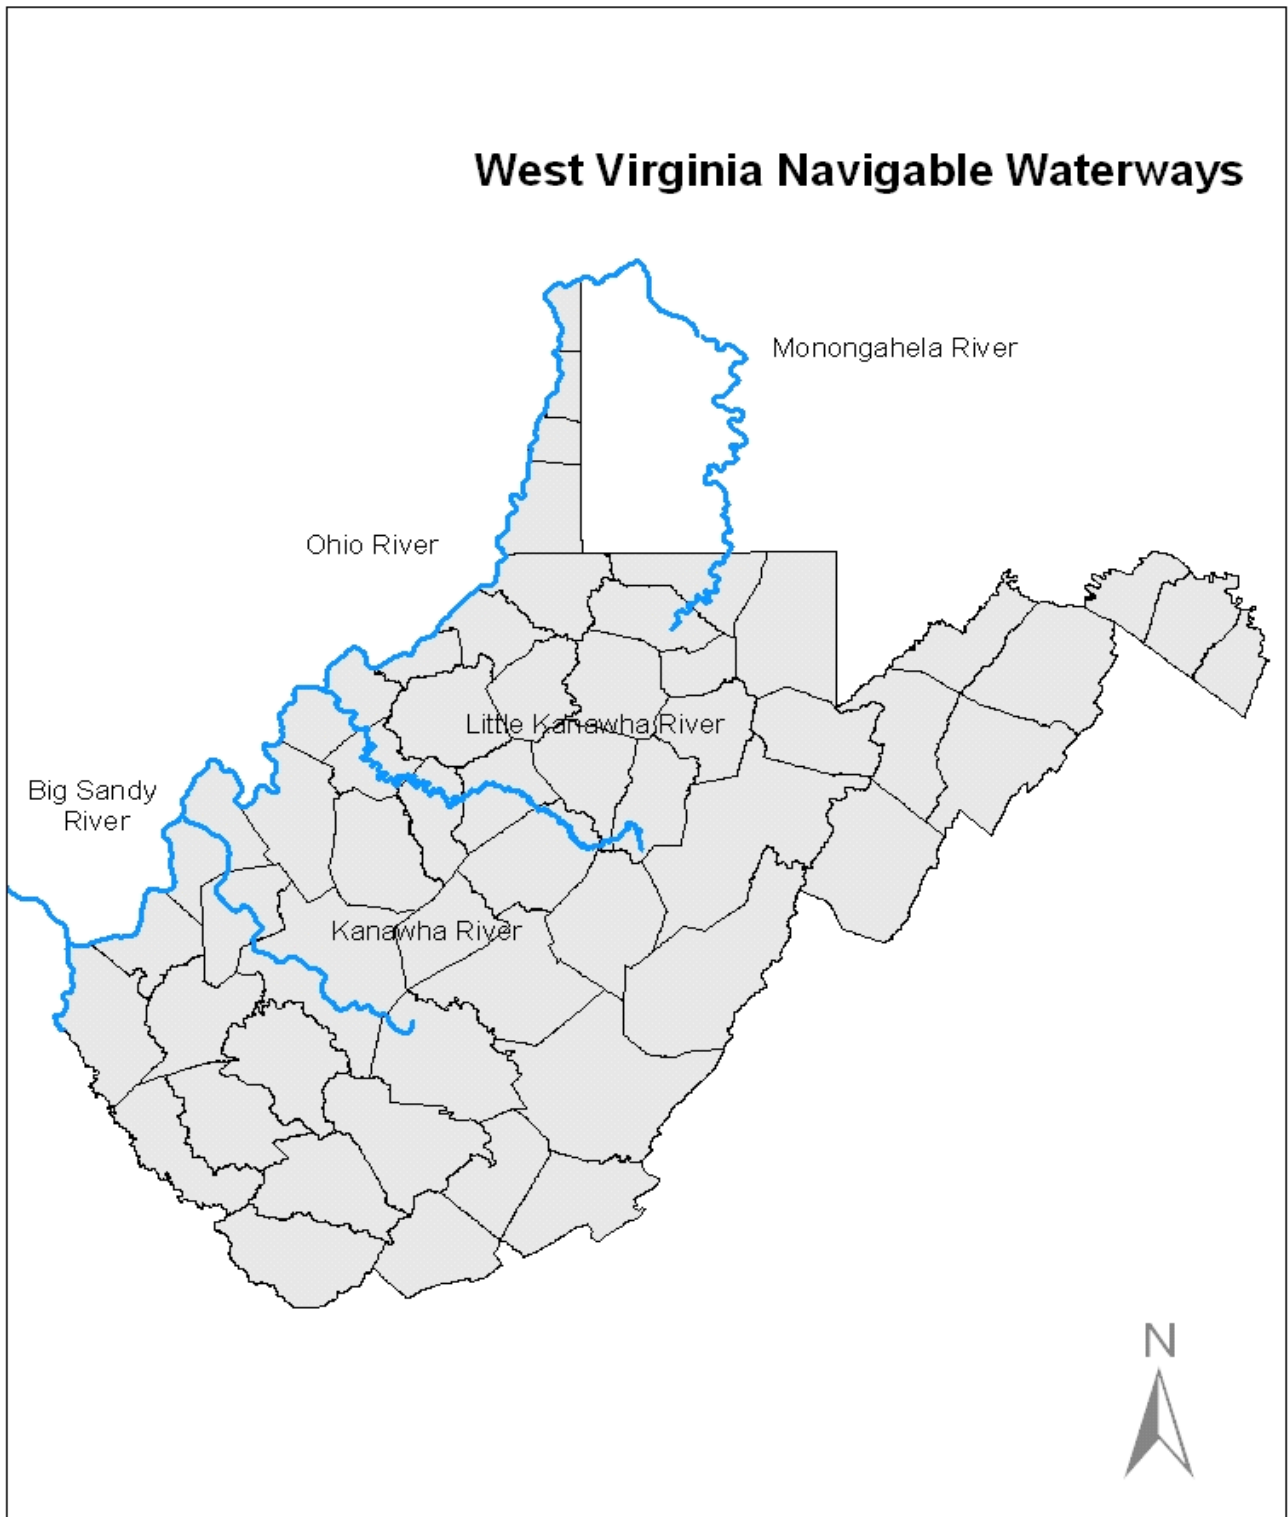 West Virginia Navigable Waterways
Monongahela River
Ohio River
Little Kanawha River
Big Sandy
River
Kanawha River
N